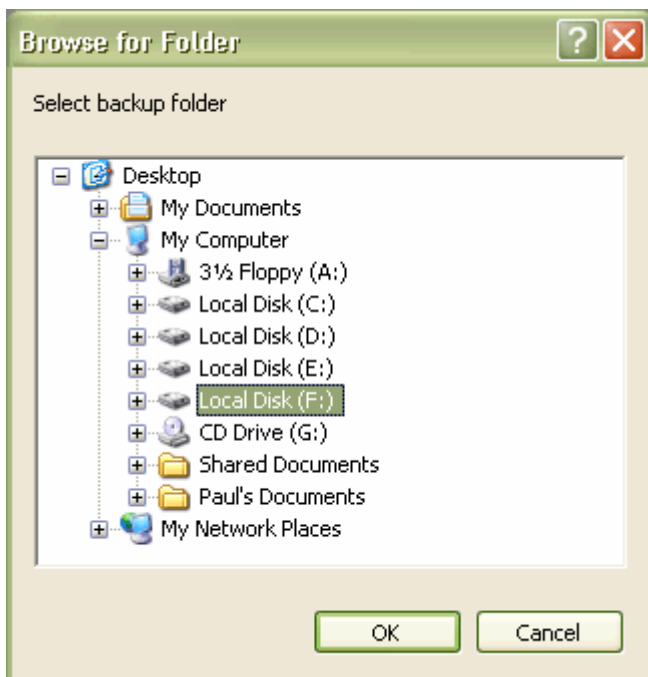 Browse for Folder
Select backup folder
Desktop
My Documents
My Computer
3½ Floppy (A:)
Local Disk (C:)
Local Disk (D:)
Local Disk (E:)
Local Disk (F:)
CD Drive (G:)
Shared Documents
Paul's Documents
My Network Places
OK Cancel